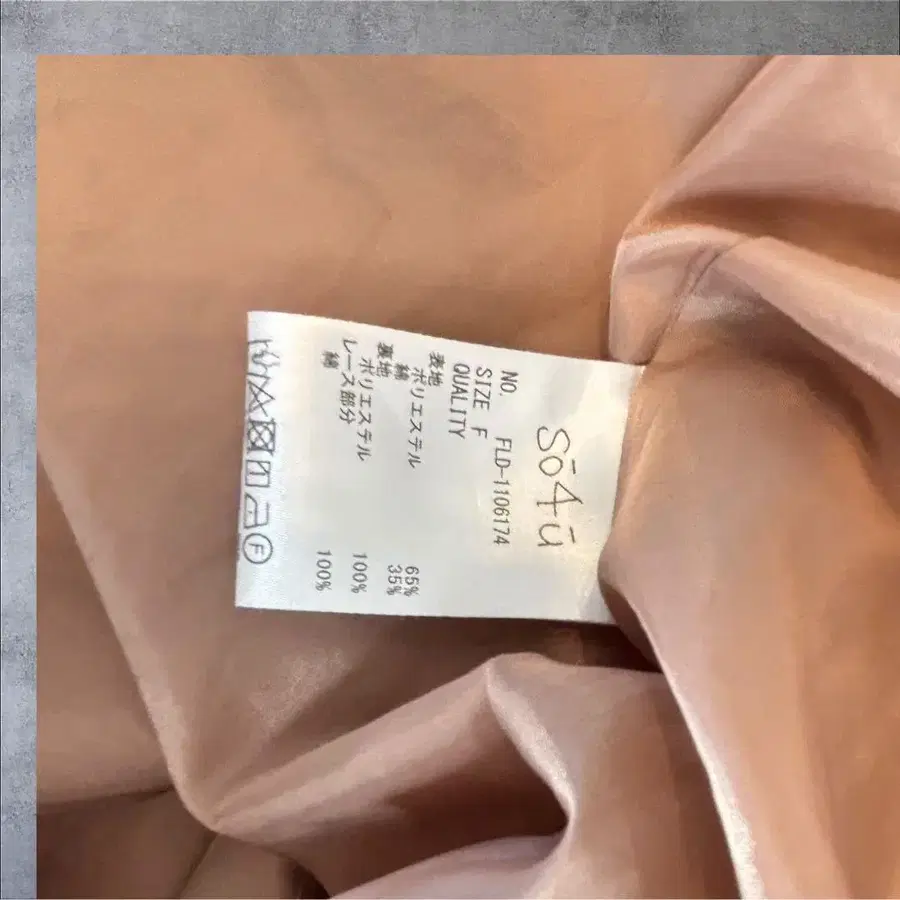 sō4ū
NO. FLD-1106174
SIZE F
QUALITY
表地
ポリエステル 65%
綿 35%
裏地
ポリエステル 100%
レース部分
綿 100%
F